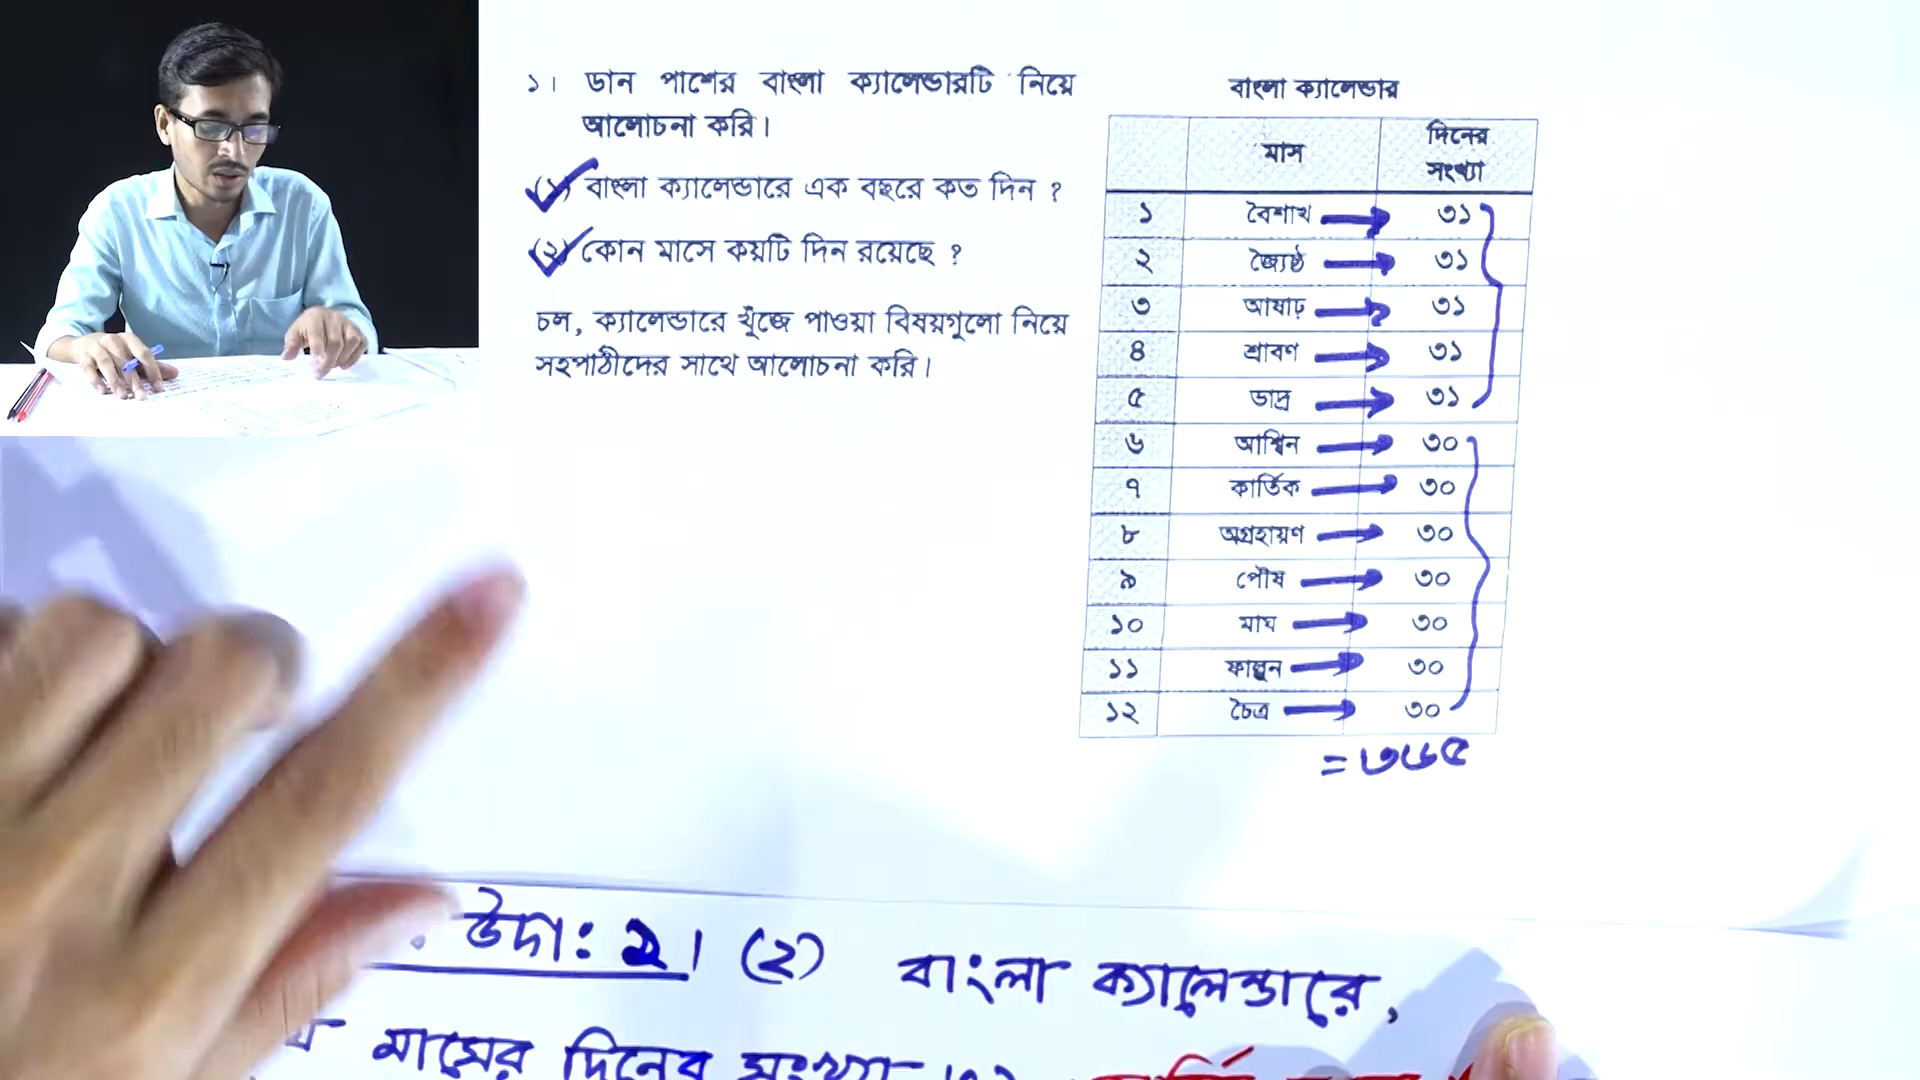 ১। ডান পাশের বাংলা ক্যালেন্ডারটি নিয়ে
আলোচনা করি।
(১) বাংলা ক্যালেন্ডারে এক বছরে কত দিন ?
(২) কোন মাসে কয়টি দিন রয়েছে ?
চল, ক্যালেন্ডারে খুঁজে পাওয়া বিষয়গুলো নিয়ে
সহপাঠীদের সাথে আলোচনা করি।
বাংলা ক্যালেন্ডার
মাস দিনের
সংখ্যা
১ বৈশাখ ৩১
২ জ্যৈষ্ঠ ৩১
৩ আষাঢ় ৩১
৪ শ্রাবণ ৩১
৫ ভাদ্র ৩১
৬ আশ্বিন ৩০
৭ কার্তিক ৩০
৮ অগ্রহায়ণ ৩০
৯ পৌষ ৩০
১০ মাঘ ৩০
১১ ফাল্গুন ৩০
১২ চৈত্র ৩০
= ৩৬৫
উদা: ১। (২) বাংলা ক্যালেন্ডারে,
মাসের দিনের সংখ্যা